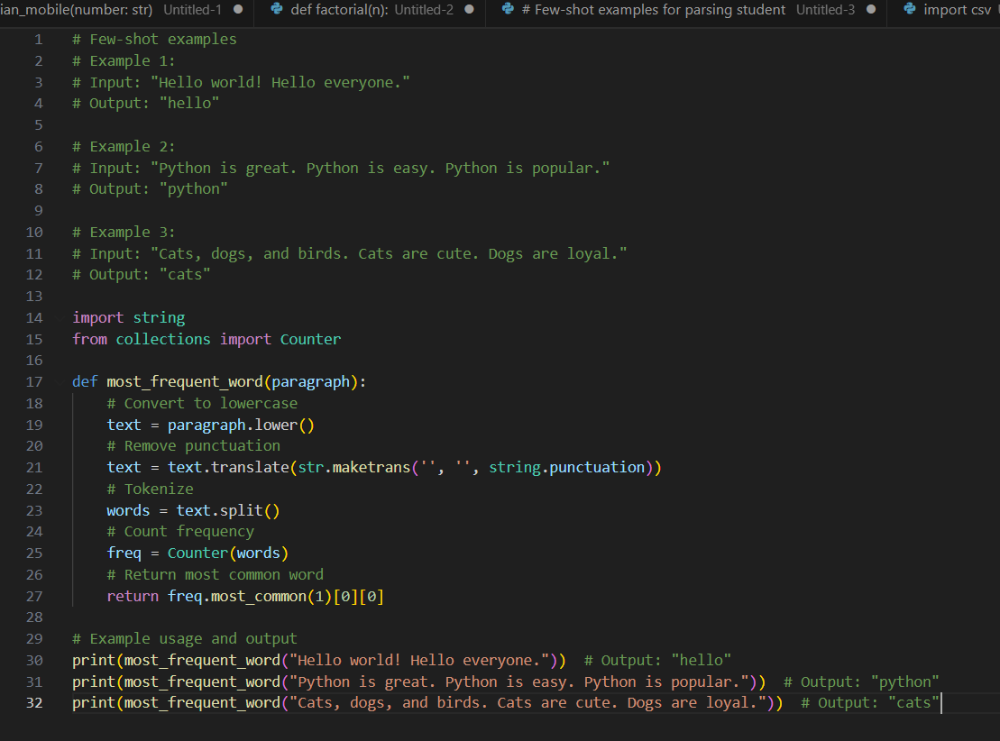 ian_mobile(number: str) Untitled-1 ● def factorial(n): Untitled-2 ● # Few-shot examples for parsing student Untitled-3 ● import csv
1 # Few-shot examples
2 # Example 1:
3 # Input: "Hello world! Hello everyone."
4 # Output: "hello"
5
6 # Example 2:
7 # Input: "Python is great. Python is easy. Python is popular."
8 # Output: "python"
9
10 # Example 3:
11 # Input: "Cats, dogs, and birds. Cats are cute. Dogs are loyal."
12 # Output: "cats"
13
14 import string
15 from collections import Counter
16
17 def most_frequent_word(paragraph):
18     # Convert to lowercase
19     text = paragraph.lower()
20     # Remove punctuation
21     text = text.translate(str.maketrans('', '', string.punctuation))
22     # Tokenize
23     words = text.split()
24     # Count frequency
25     freq = Counter(words)
26     # Return most common word
27     return freq.most_common(1)[0][0]
28
29 # Example usage and output
30 print(most_frequent_word("Hello world! Hello everyone."))  # Output: "hello"
31 print(most_frequent_word("Python is great. Python is easy. Python is popular."))  # Output: "python"
32 print(most_frequent_word("Cats, dogs, and birds. Cats are cute. Dogs are loyal."))  # Output: "cats"